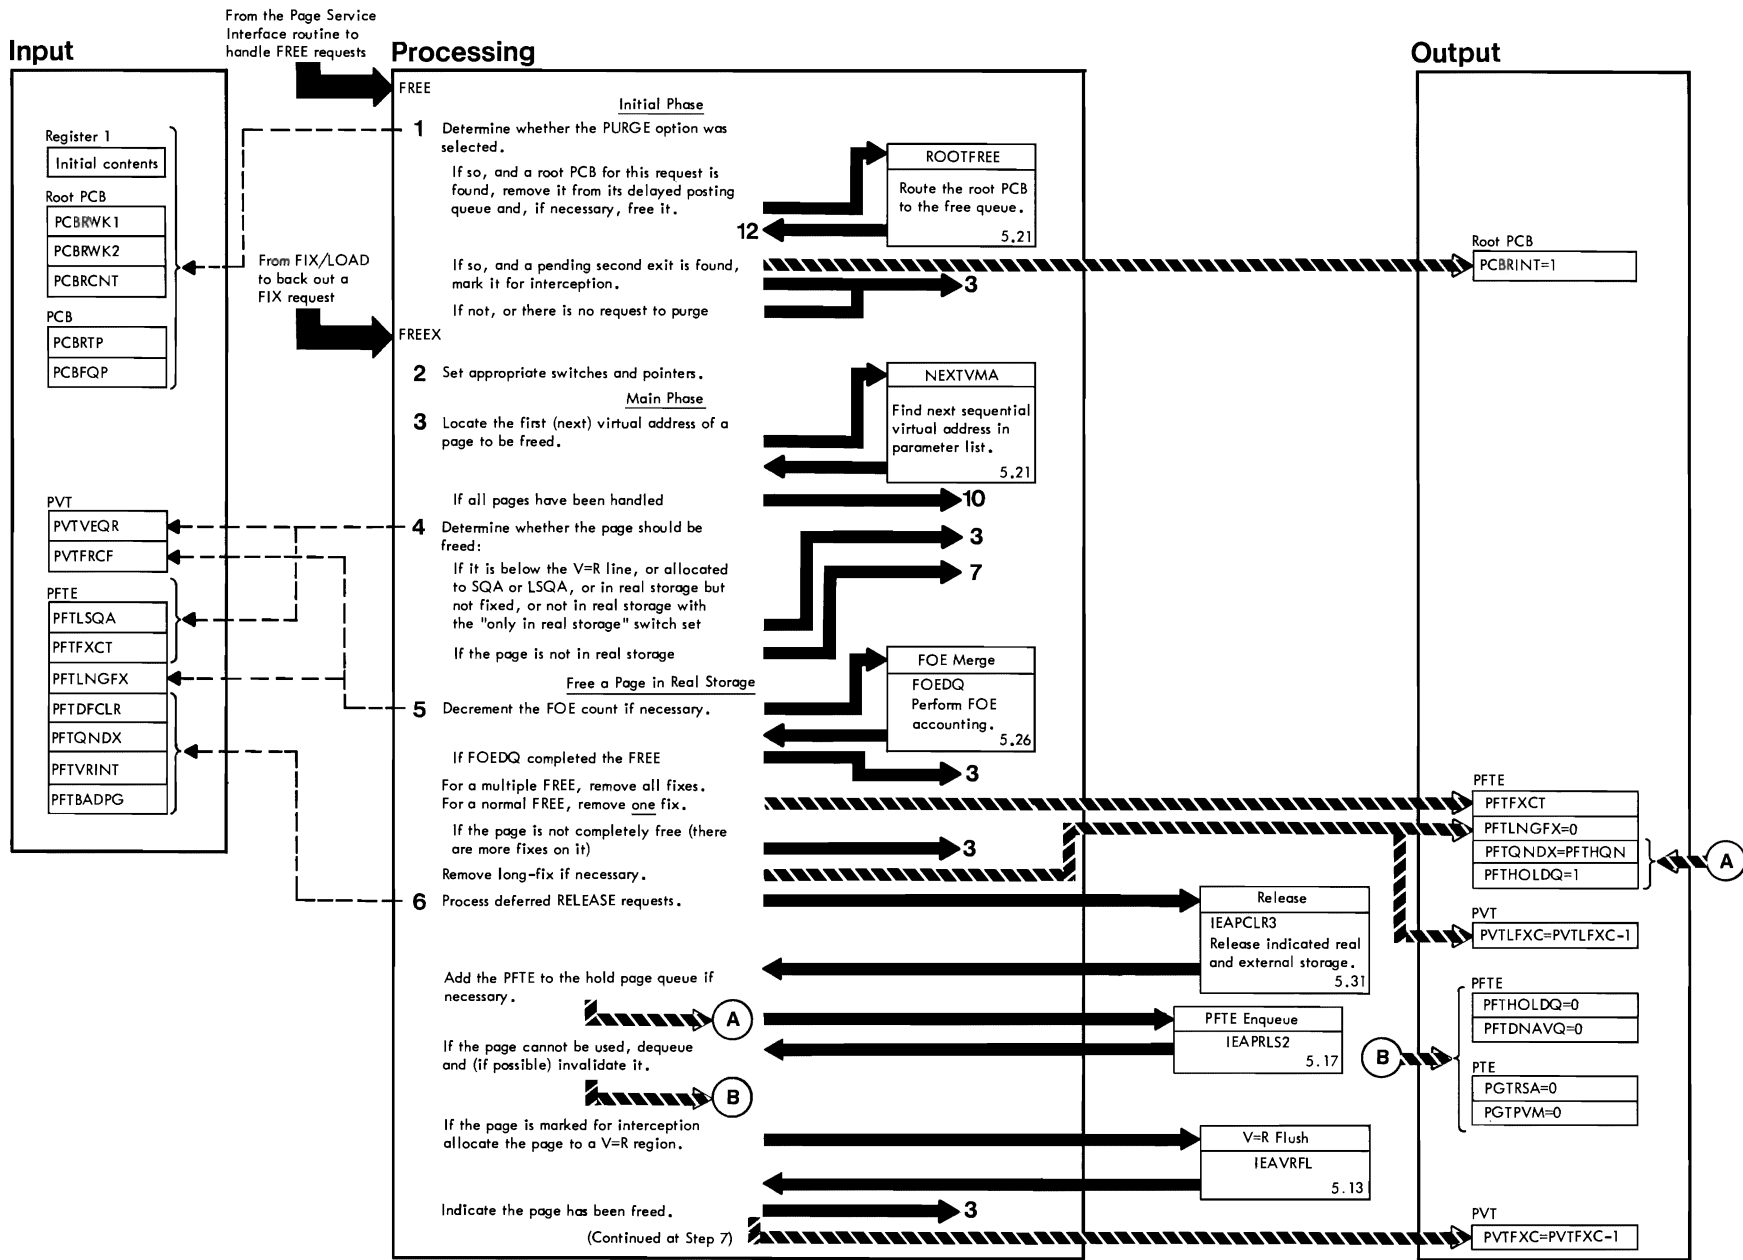 From the Page Service
Interface routine to
handle FREE requests
Input
Processing
Output
FREE
Initial Phase
Register 1
Initial contents
Root PCB
PCBRWK1
PCBRWK2
PCBRCNT
PCB
PCBRTP
PCBFQP
1 Determine whether the PURGE option was
selected.
If so, and a root PCB for this request is
found, remove it from its delayed posting
queue and, if necessary, free it.
ROOTFREE
Route the root PCB
to the free queue.
5.21
12
From FIX/LOAD
to back out a
FIX request
If so, and a pending second exit is found,
mark it for interception.
3
If not, or there is no request to purge
Root PCB
PCBRINT=1
FREEX
2 Set appropriate switches and pointers.
Main Phase
3 Locate the first (next) virtual address of a
page to be freed.
NEXTVMA
Find next sequential
virtual address in
parameter list.
5.21
If all pages have been handled
10
PVT
PVTVEQR
PVTFRCF
PFTE
PFTLSQA
PFTFXCT
PFTLNGFX
PFTDFCLR
PFTQNDX
PFTVRINT
PFTBADPG
4 Determine whether the page should be
freed:
3
If it is below the V=R line, or allocated
to SQA or LSQA, or in real storage but
not fixed, or not in real storage with
the "only in real storage" switch set
7
If the page is not in real storage
Free a Page in Real Storage
5 Decrement the FOE count if necessary.
FOE Merge
FOEDQ
Perform FOE
accounting.
5.26
If FOEDQ completed the FREE
3
For a multiple FREE, remove all fixes.
For a normal FREE, remove one fix.
If the page is not completely free (there
are more fixes on it)
3
Remove long-fix if necessary.
PFTE
PFTFXCT
PFTLNGFX=0
PFTQNDX=PFTHQN
PFTHOLDQ=1
A
PVT
PVTLFXC=PVTLFXC-1
6 Process deferred RELEASE requests.
Release
IEAPCLR3
Release indicated real
and external storage.
5.31
Add the PFTE to the hold page queue if
necessary.
A
PFTE Enqueue
IEAPRLS2
5.17
If the page cannot be used, dequeue
and (if possible) invalidate it.
B
B
PFTE
PFTHOLDQ=0
PFTDNAVQ=0
PTE
PGTRSA=0
PGTPVM=0
If the page is marked for interception
allocate the page to a V=R region.
V=R Flush
IEAVRFL
5.13
Indicate the page has been freed.
3
(Continued at Step 7)
PVT
PVTFXC=PVTFXC-1